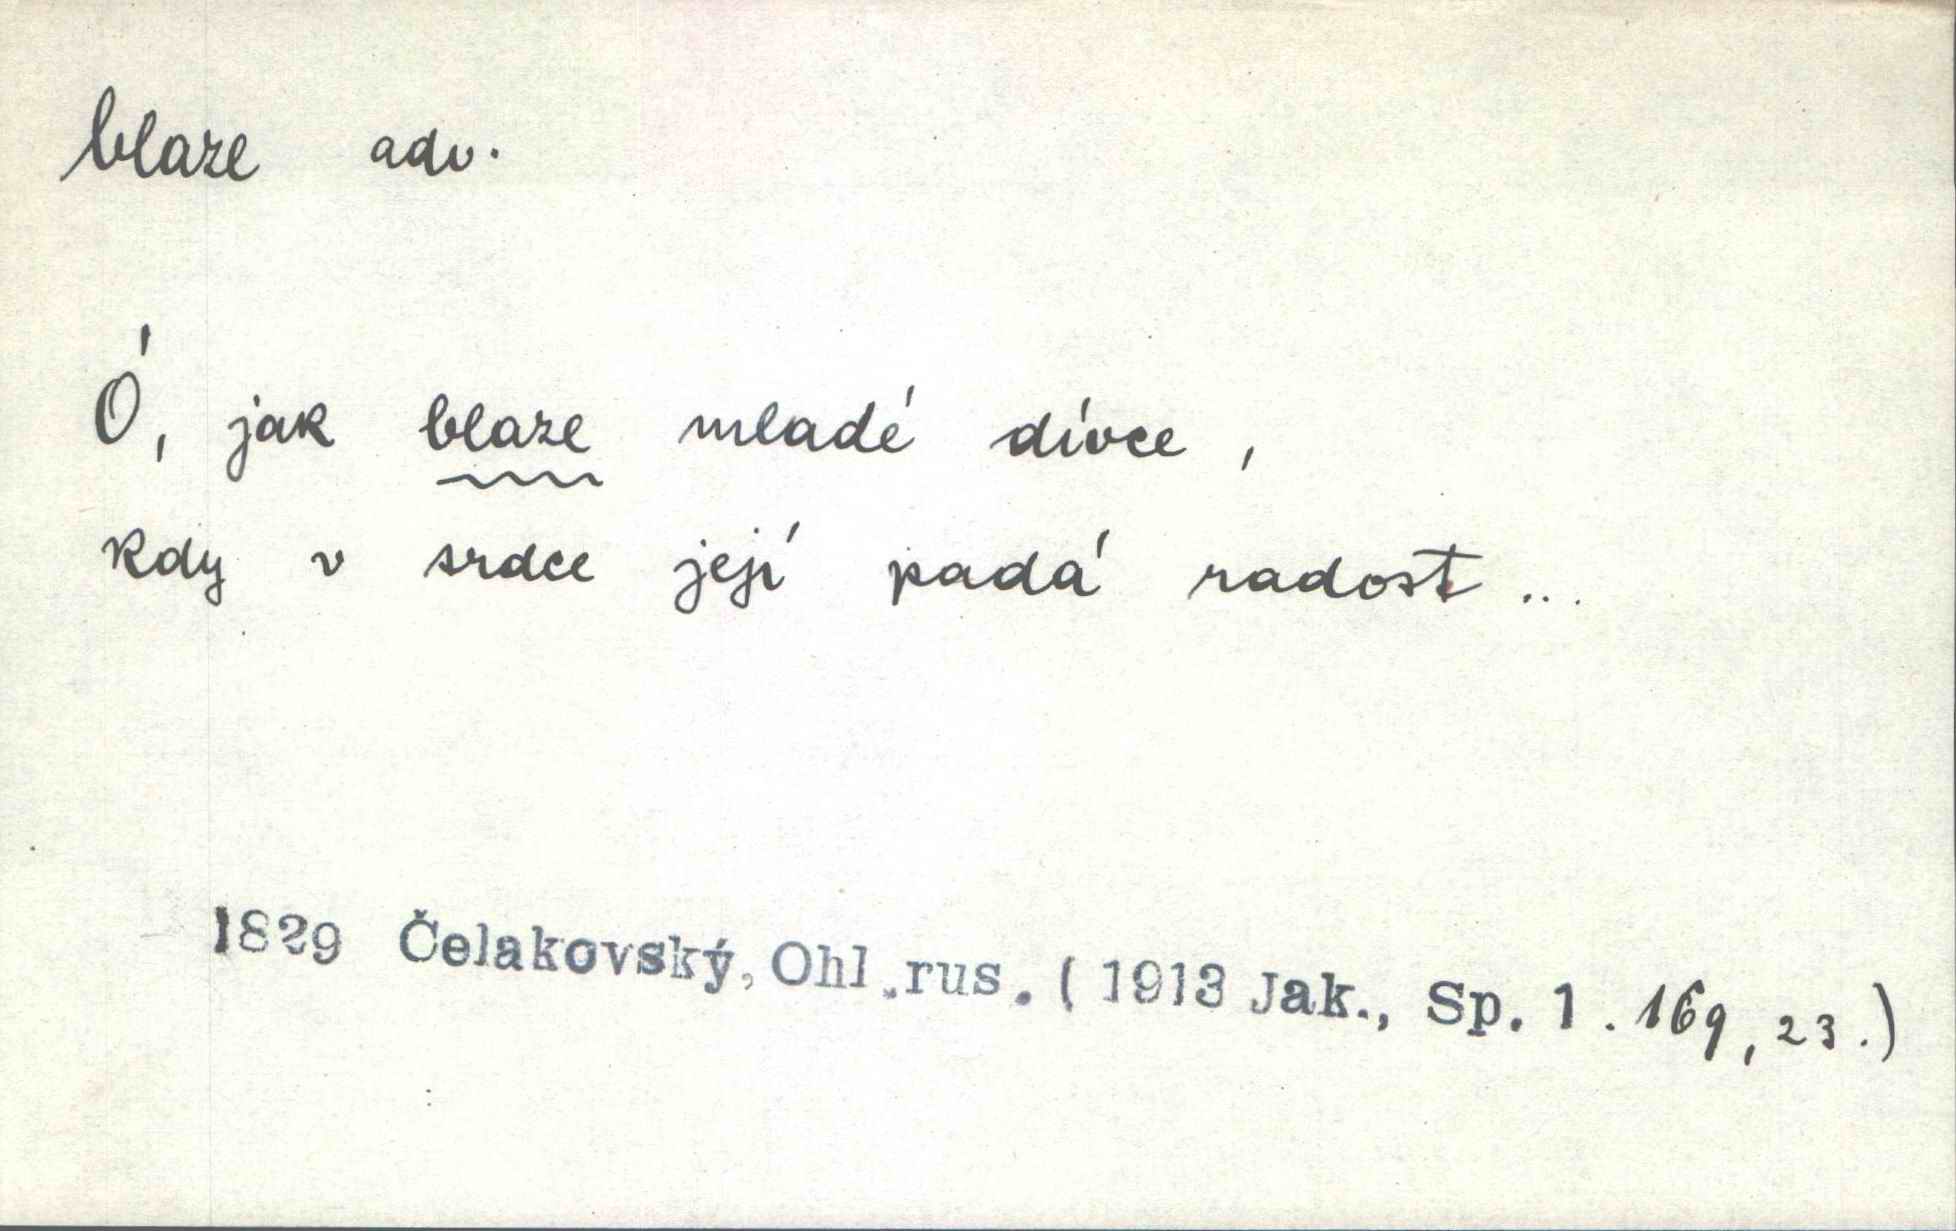 blaze adv.
Ó, jak blaze mladé dívce,
kdy v srdce její padá radost...
1829 Čelakovský, Ohl.rus. (1913 Jak., Sp. 1. 169, 23.)